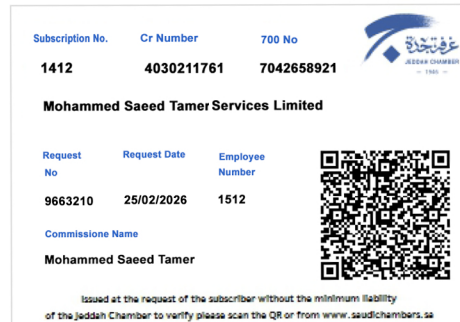 Subscription No. Cr Number 700 No
غرفة جدة
JEDDAH CHAMBER
- 1946 -
1412 4030211761 7042658921
Mohammed Saeed Tamer Services Limited
Request No Request Date Employee Number
9663210 25/02/2026 1512
Commissione Name
Mohammed Saeed Tamer
Issued at the request of the subscriber without the minimum liability
of the Jeddah Chamber to verify please scan the QR or from www.saudichambers.sa